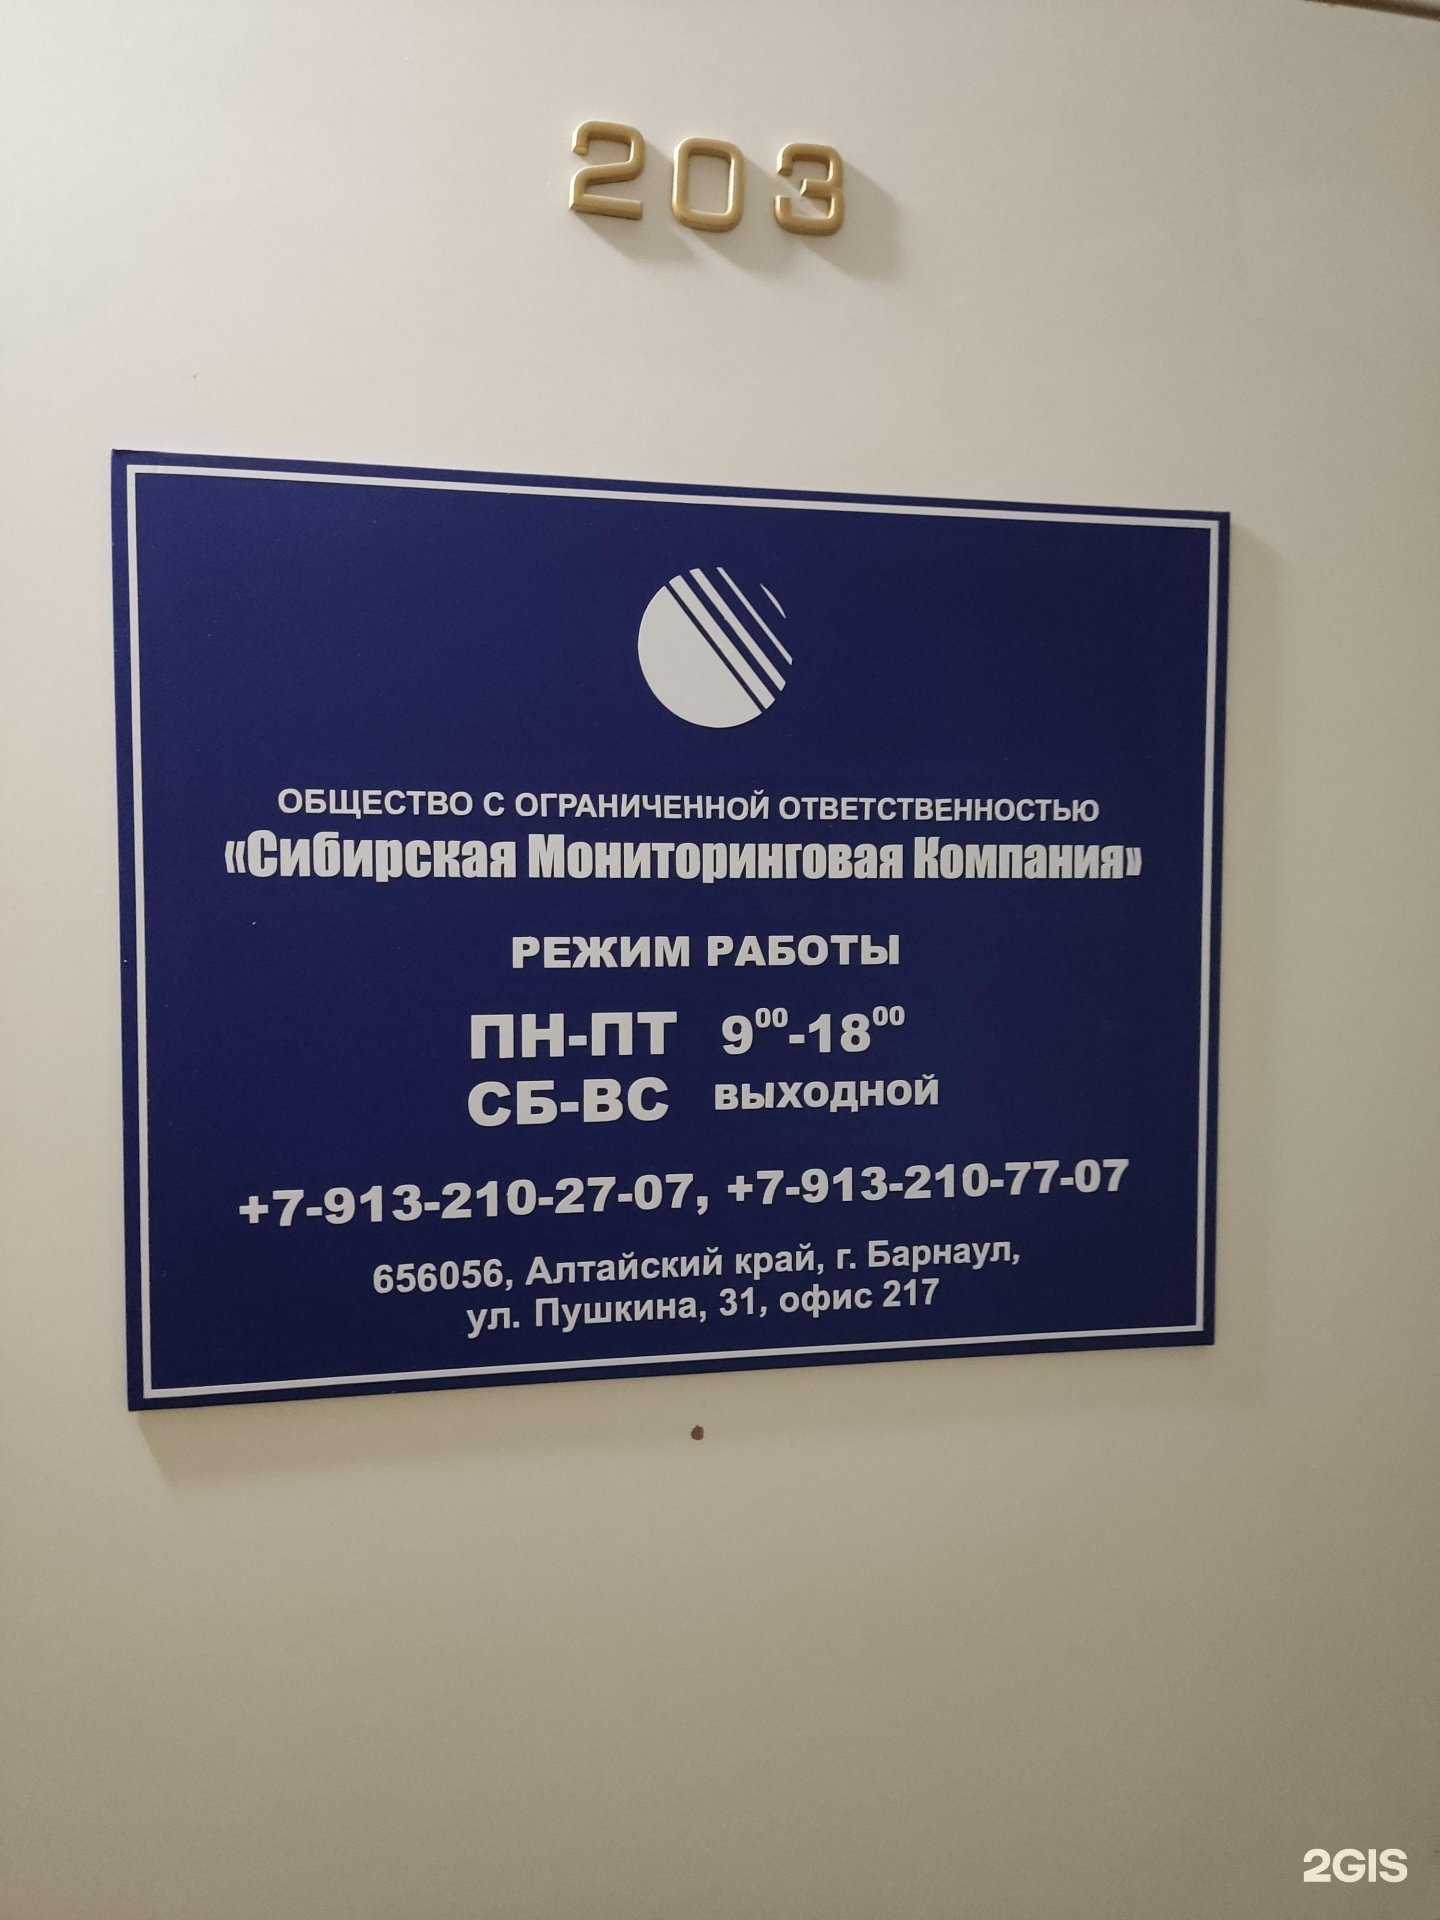 203
ОБЩЕСТВО С ОГРАНИЧЕННОЙ ОТВЕТСТВЕННОСТЬЮ
«Сибирская Мониторинговая Компания»
РЕЖИМ РАБОТЫ
ПН-ПТ 9⁰⁰-18⁰⁰
СБ-ВС ВЫХОДНОЙ
+7-913-210-27-07, +7-913-210-77-07
656056, Алтайский край, г. Барнаул,
ул. Пушкина, 31, офис 217
2GIS